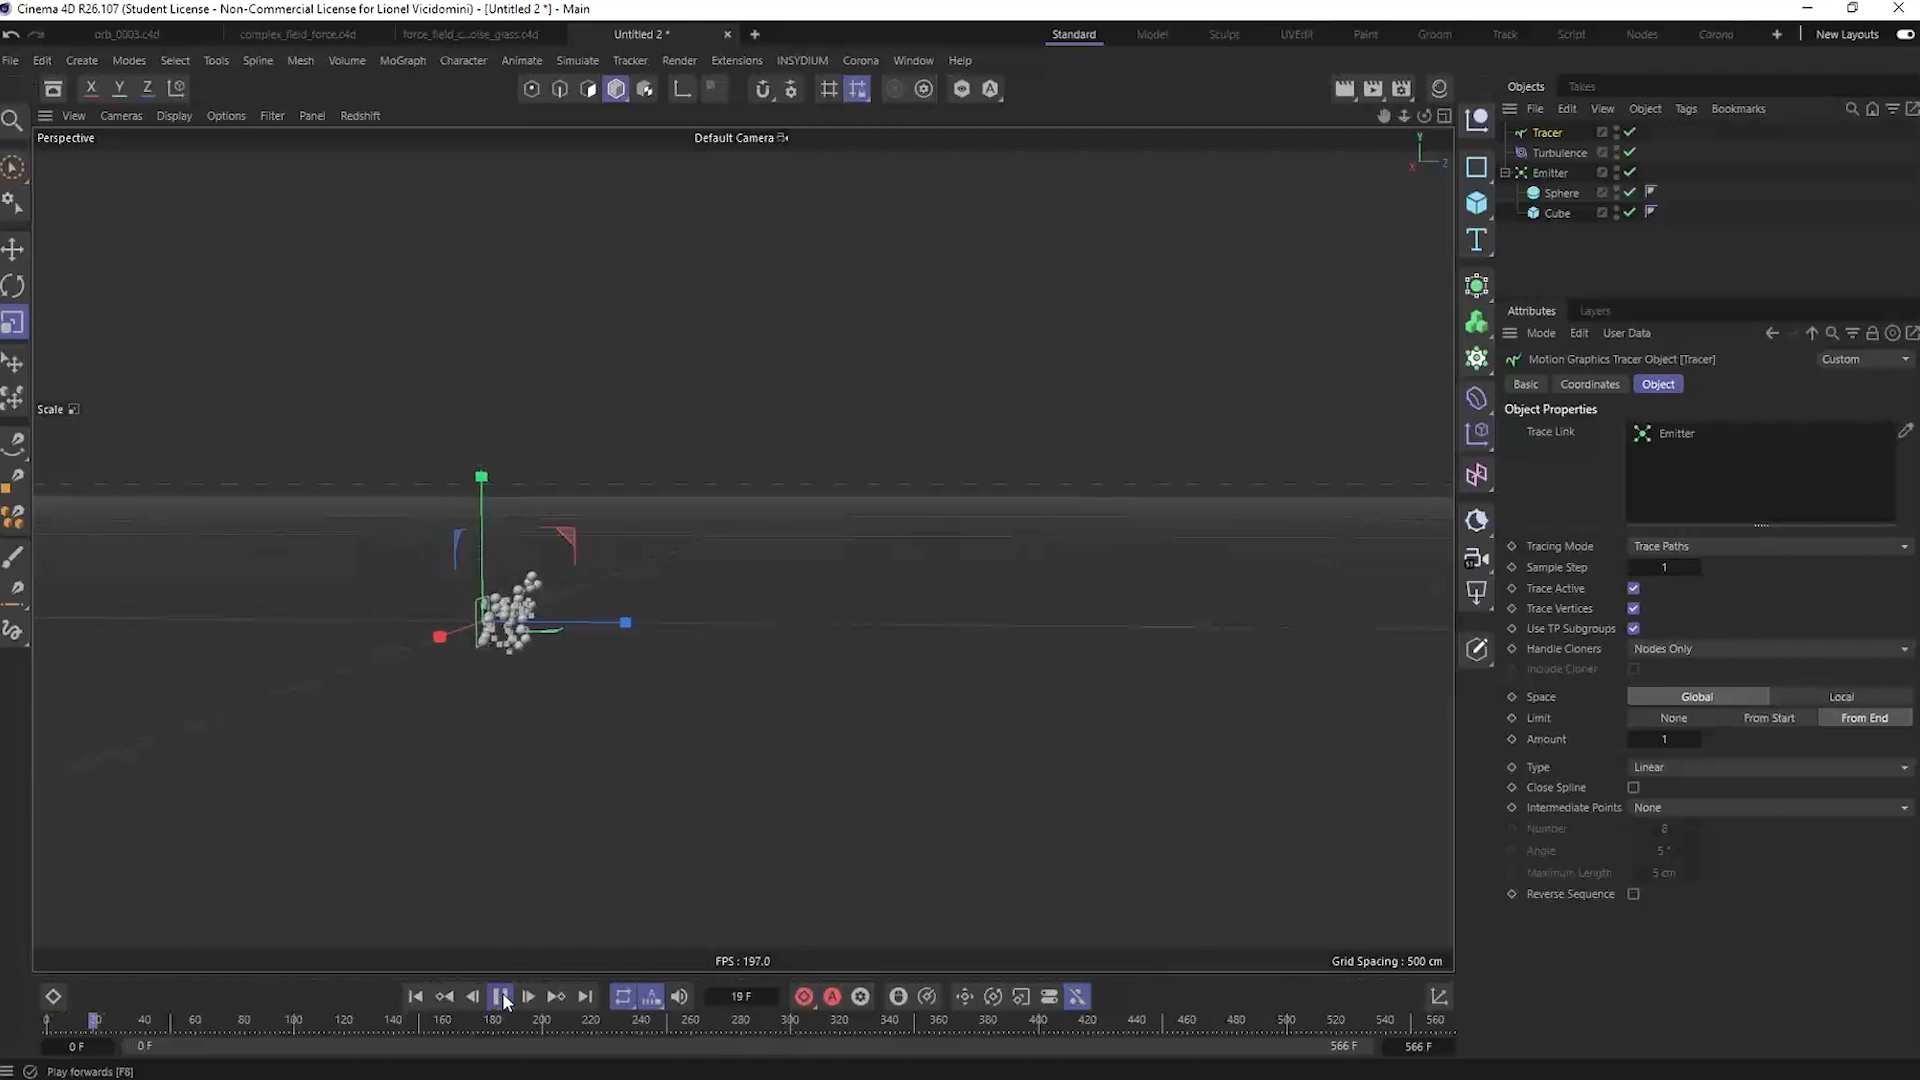 Cinema 4D R26.107 (Student License - Non-Commercial License for Lionel Vicidomini) - [Untitled 2 *] - Main
orb_0003.c4d complex_field_force.c4d force_field_c...oise_glass.c4d Untitled 2 * Standard Model Sculpt UVEdit Paint Groom Track Script Nodes Corona New Layouts
File Edit Create Modes Select Tools Spline Mesh Volume MoGraph Character Animate Simulate Tracker Render Extensions INSYDIUM Corona Window Help
X Y Z
Objects Takes
View Cameras Display Options Filter Panel Redshift
File Edit View Object Tags Bookmarks
Perspective
Default Camera
Y
X
Z
Tracer
Turbulence
Emitter
Sphere
Cube
Attributes Layers
Mode Edit User Data
Motion Graphics Tracer Object [Tracer]
Custom
Basic Coordinates Object
Object Properties
Scale
Trace Link Emitter
Tracing Mode Trace Paths
Sample Step 1
Trace Active
Trace Vertices
Use TP Subgroups
Handle Cloners Nodes Only
Include Cloner
Space Global Local
Limit None From Start From End
Amount 1
Type Linear
Close Spline
Intermediate Points None
Number 8
Angle 5 °
Maximum Length 5 cm
Reverse Sequence
FPS : 197.0
Grid Spacing : 500 cm
19 F
0 20 40 60 80 100 120 140 160 180 200 220 240 260 280 300 320 340 360 380 400 420 440 460 480 500 520 540 560
0 F 0 F 566 F 566 F
Play forwards [F8]